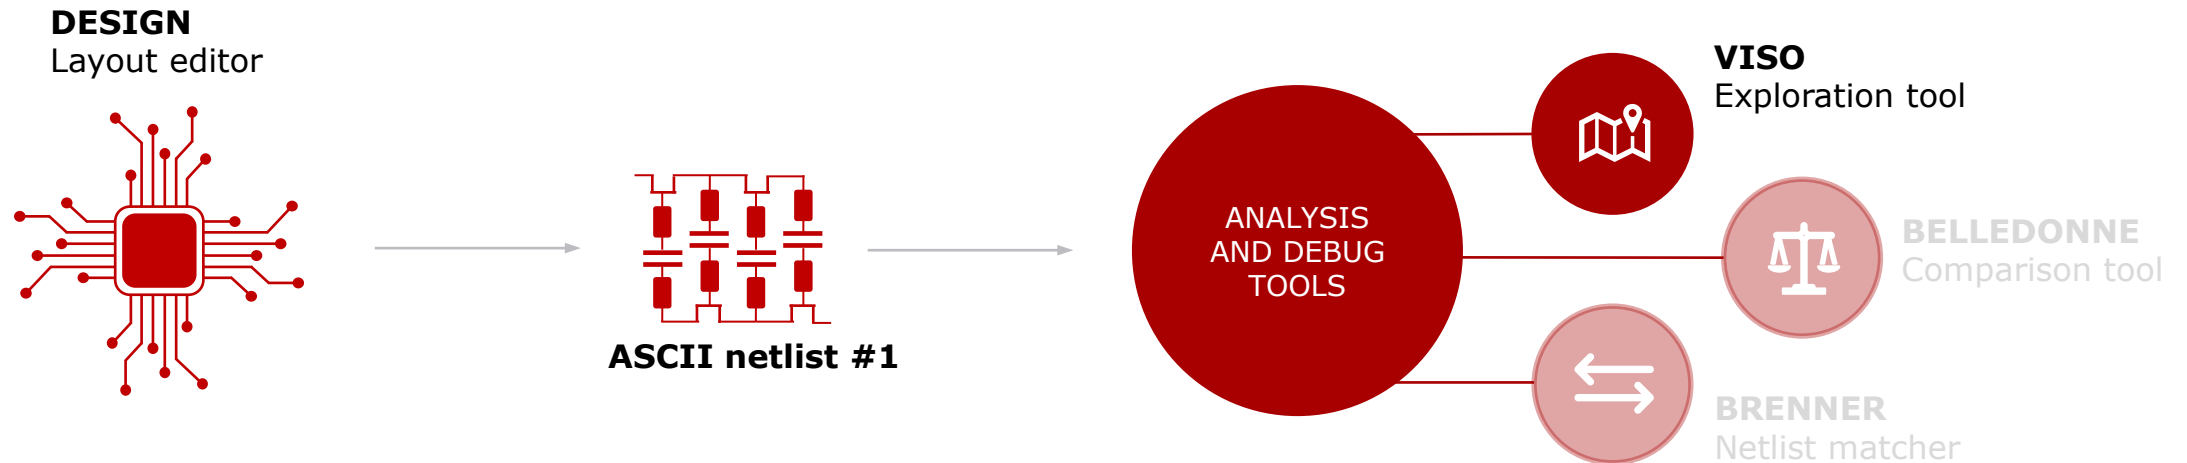 DESIGN
Layout editor
ASCII netlist #1
ANALYSIS
AND DEBUG
TOOLS
VISO
Exploration tool
BELLEDONNE
Comparison tool
BRENNER
Netlist matcher